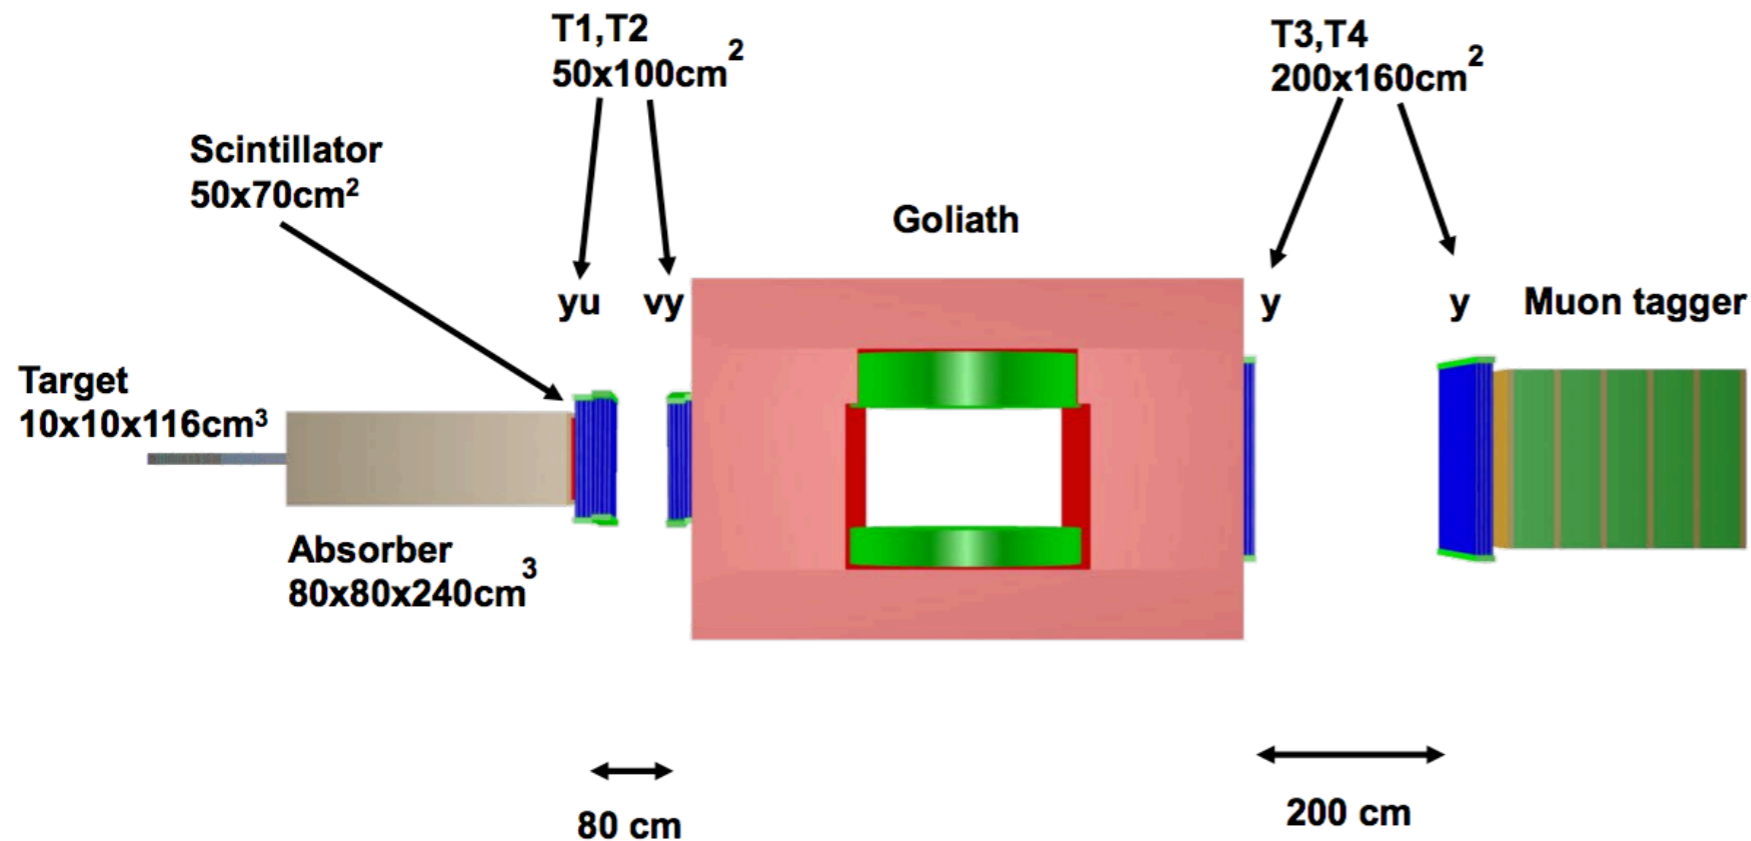 T1,T2
50x100cm²
T3,T4
200x160cm²
Scintillator
50x70cm²
Goliath
yu
vy
y
y
Muon tagger
Target
10x10x116cm³
Absorber
80x80x240cm³
80 cm
200 cm